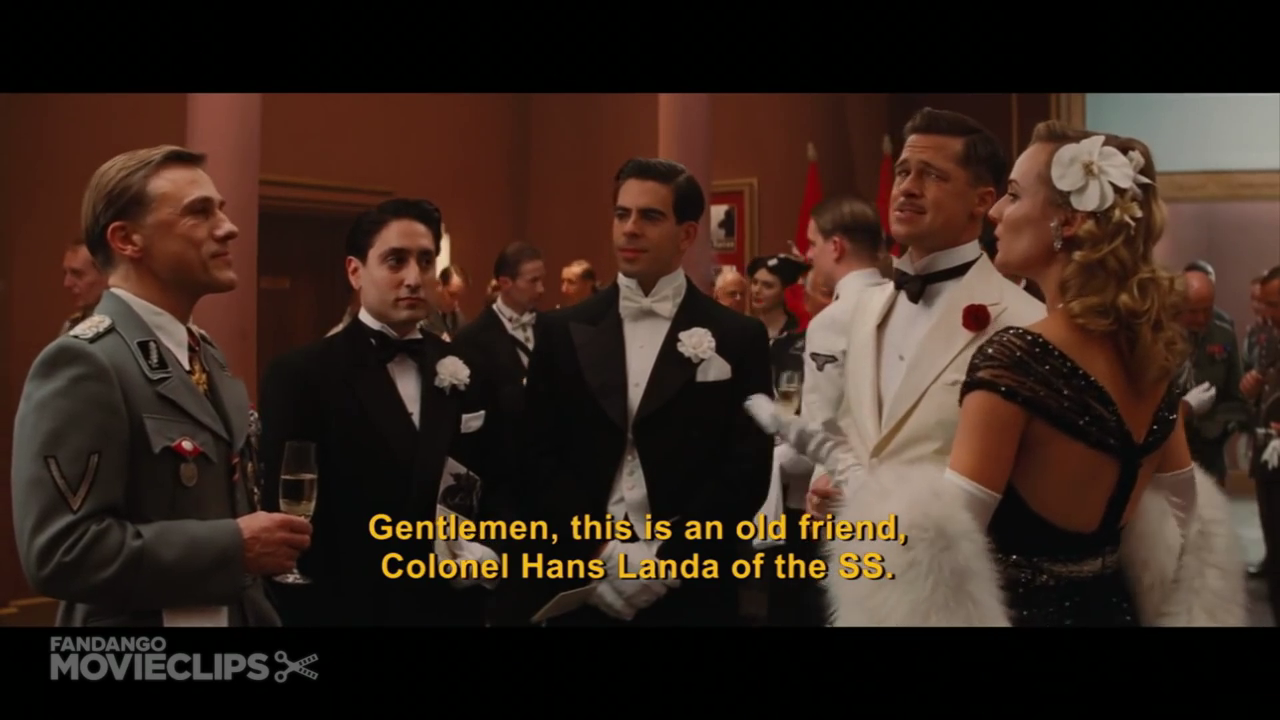 Gentlemen, this is an old friend,
Colonel Hans Landa of the SS.
FANDANGO
MOVIECLIPS